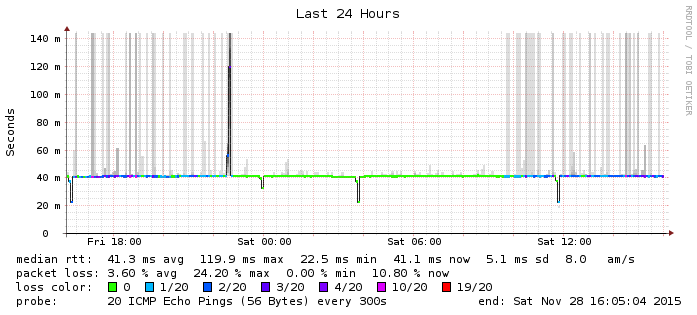 Last 24 Hours
RRDTOOL / TOBI OETIKER
Seconds
140 m
120 m
100 m
80 m
60 m
40 m
20 m
0
Fri 18:00 Sat 00:00 Sat 06:00 Sat 12:00
median rtt: 41.3 ms avg 119.9 ms max 22.5 ms min 41.1 ms now 5.1 ms sd 8.0 am/s
packet loss: 3.60 % avg 24.20 % max 0.00 % min 10.80 % now
loss color: 0 1/20 2/20 3/20 4/20 10/20 19/20
probe: 20 ICMP Echo Pings (56 Bytes) every 300s end: Sat Nov 28 16:05:04 2015